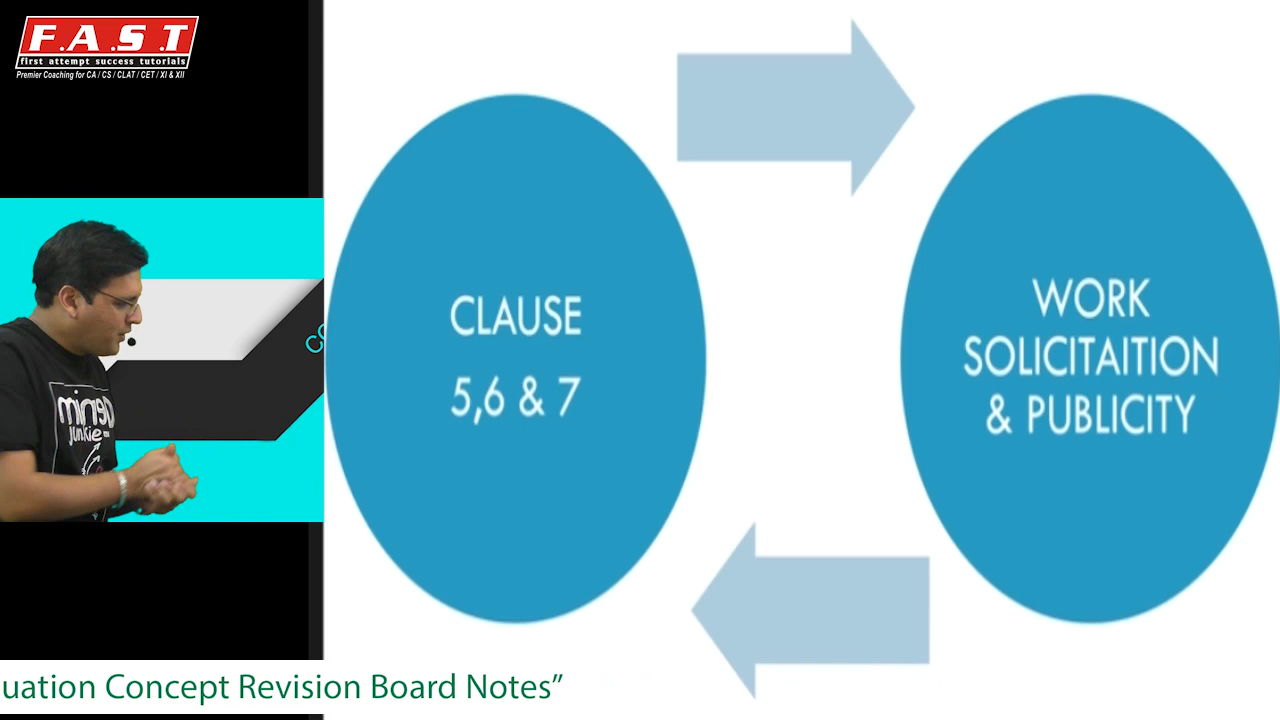 F.A.S.T
first attempt success tutorials
Premier Coaching for CA / CS / CLAT / CET / XI & XII
CLAUSE
5,6 & 7
WORK
SOLICITAITION
& PUBLICITY
junkie
uation Concept Revision Board Notes”